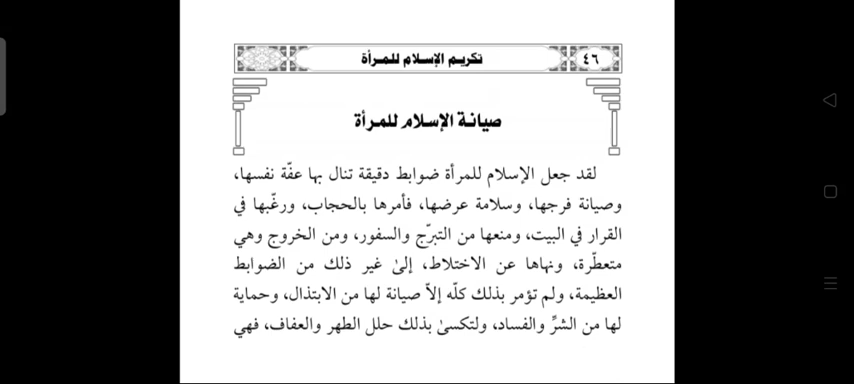 ٤٦
تكريم الإسلام للمرأة
صيانة الإسلام للمرأة
لقد جعل الإسلام للمرأة ضوابط دقيقة تنال بها عفّة نفسها،
وصيانة فرجها، وسلامة عرضها، فأمرها بالحجاب، ورغّبها في
القرار في البيت، ومنعها من التبرّج والسفور، ومن الخروج وهي
متعطّرة، ونهاها عن الاختلاط، إلىٰ غير ذلك من الضوابط
العظيمة، ولم تؤمر بذلك كلّه إلاّ صيانة لها من الابتذال، وحماية
لها من الشرِّ والفساد، ولتكسىٰ بذلك حلل الطهر والعفاف، فهي